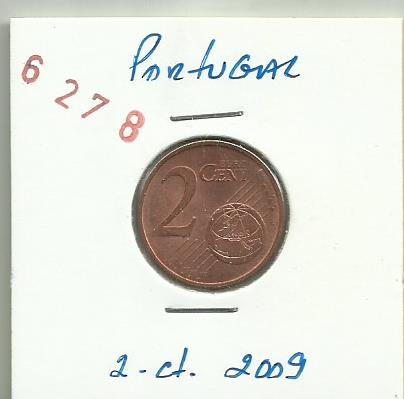 PORTUGAL
6278
2 EURO CENT
2-ct. 2009